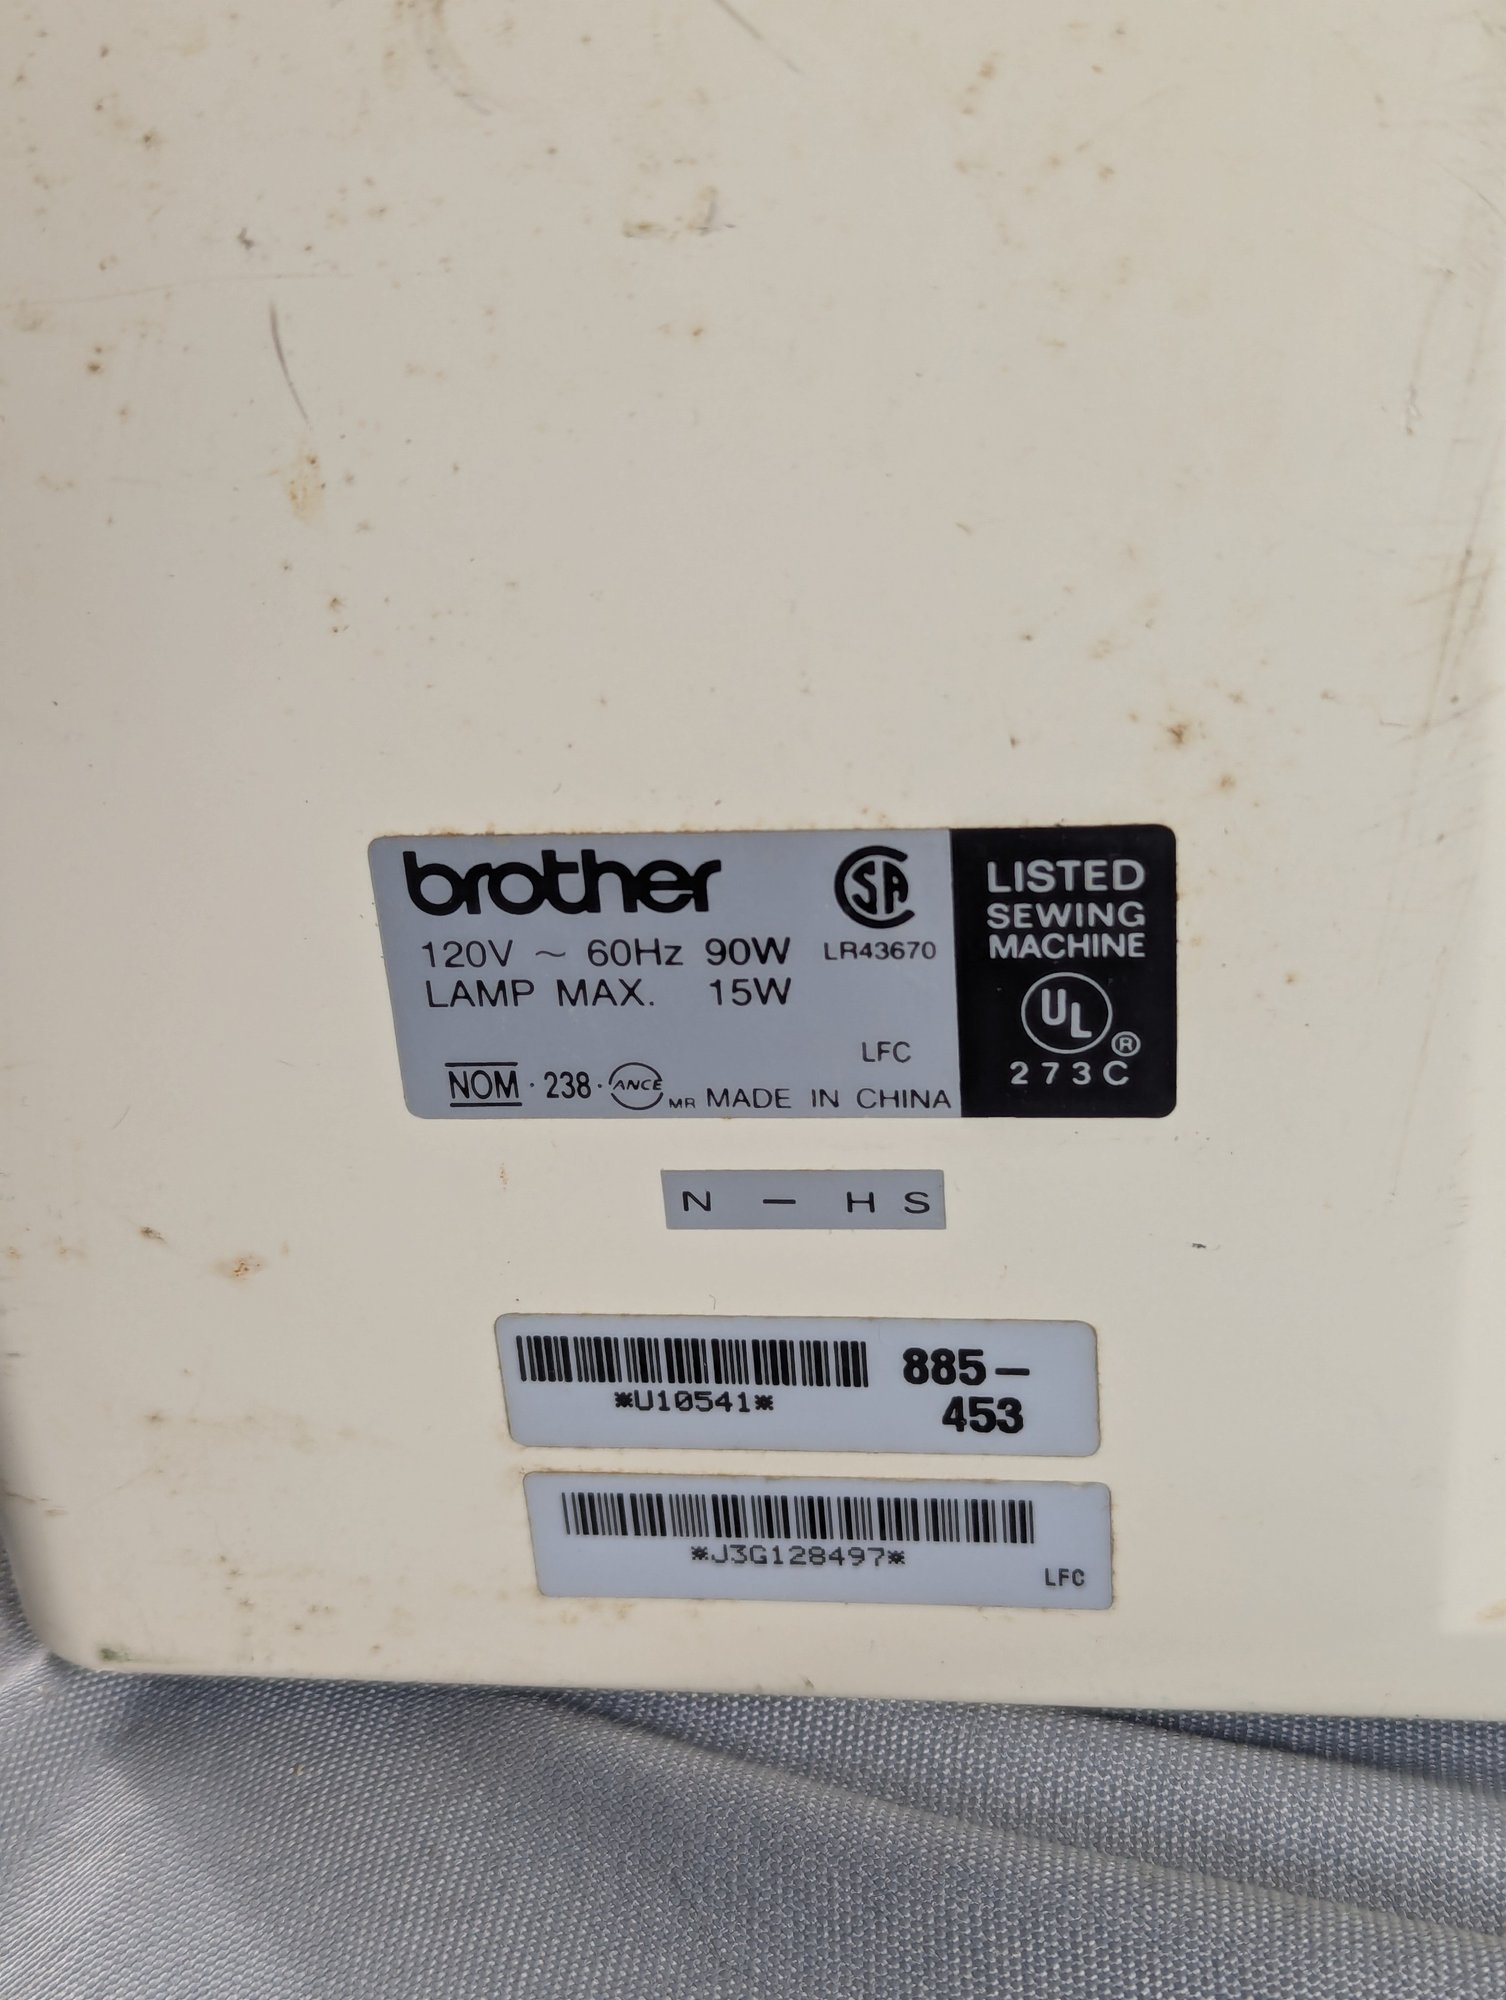 brother
120V ~ 60Hz 90W
LAMP MAX. 15W
SA
LR43670
LFC
NOM · 238 · ANCE MR MADE IN CHINA
LISTED
SEWING
MACHINE
UL ®
273C
N - HS
*U10541*
885-
453
*J3G128497*
LFC